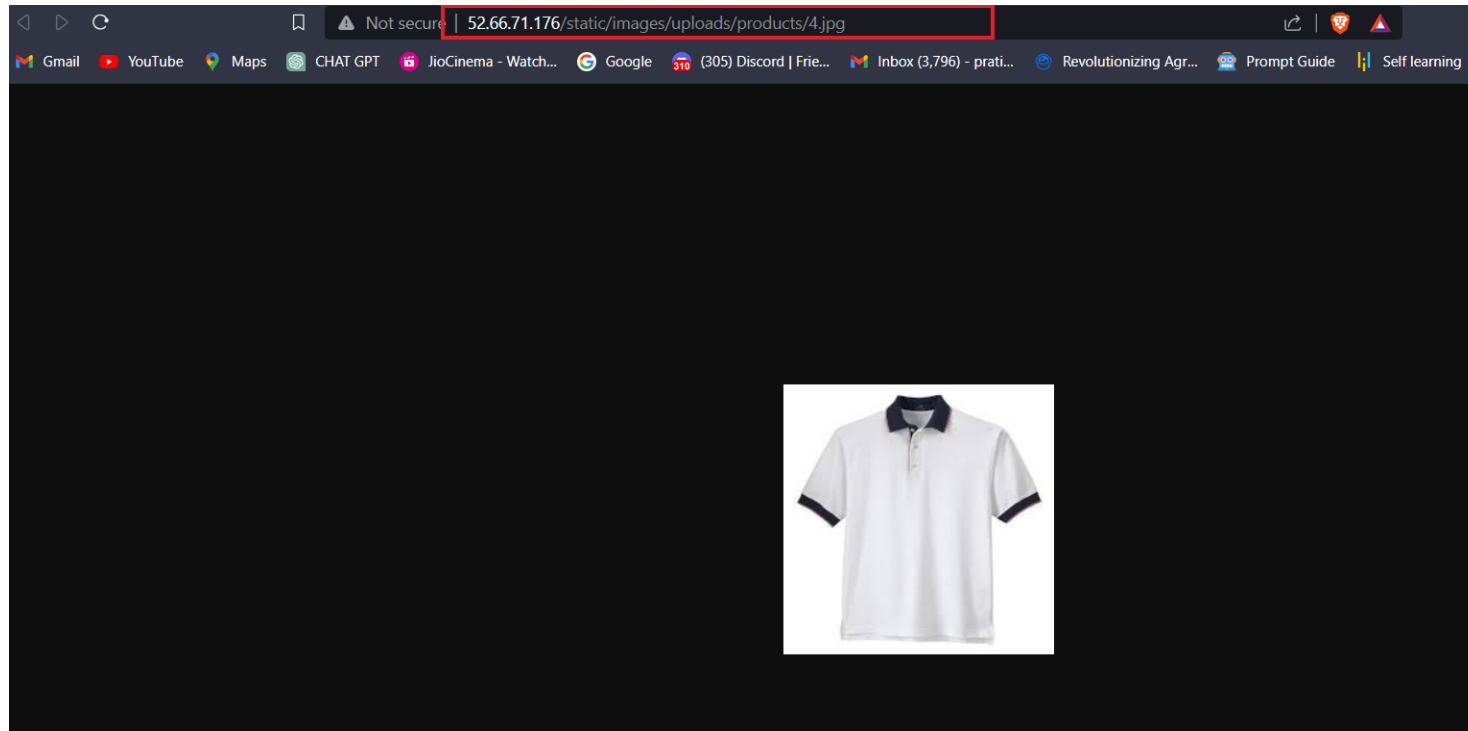 Not secure | 52.66.71.176/static/images/uploads/products/4.jpg
Gmail YouTube Maps CHAT GPT JioCinema - Watch... Google 310 (305) Discord | Frie... Inbox (3,796) - prati... Revolutionizing Agr... Prompt Guide Self learning